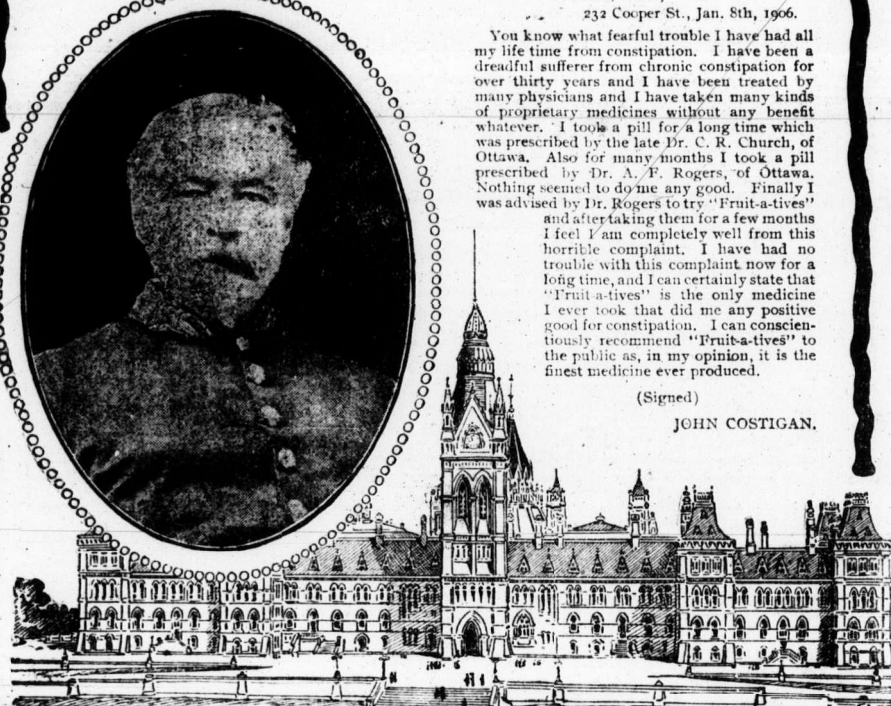 232 Cooper St., Jan. 8th, 1906.
You know what fearful trouble I have had all
my life time from constipation. I have been a
dreadful sufferer from chronic constipation for
over thirty years and I have been treated by
many physicians and I have taken many kinds
of proprietary medicines without any benefit
whatever. I took a pill for a long time which
was prescribed by the late Dr. C. R. Church, of
Ottawa. Also for many months I took a pill
prescribed by Dr. A. F. Rogers, of Ottawa.
Nothing seemed to do me any good. Finally I
was advised by Dr. Rogers to try "Fruit-a-tives"
and after taking them for a few months
I feel I am completely well from this
horrible complaint. I have had no
trouble with this complaint now for a
long time, and I can certainly state that
"Fruit-a-tives" is the only medicine
I ever took that did me any positive
good for constipation. I can conscien-
tiously recommend "Fruit-a-tives" to
the public as, in my opinion, it is the
finest medicine ever produced.
(Signed)
JOHN COSTIGAN.